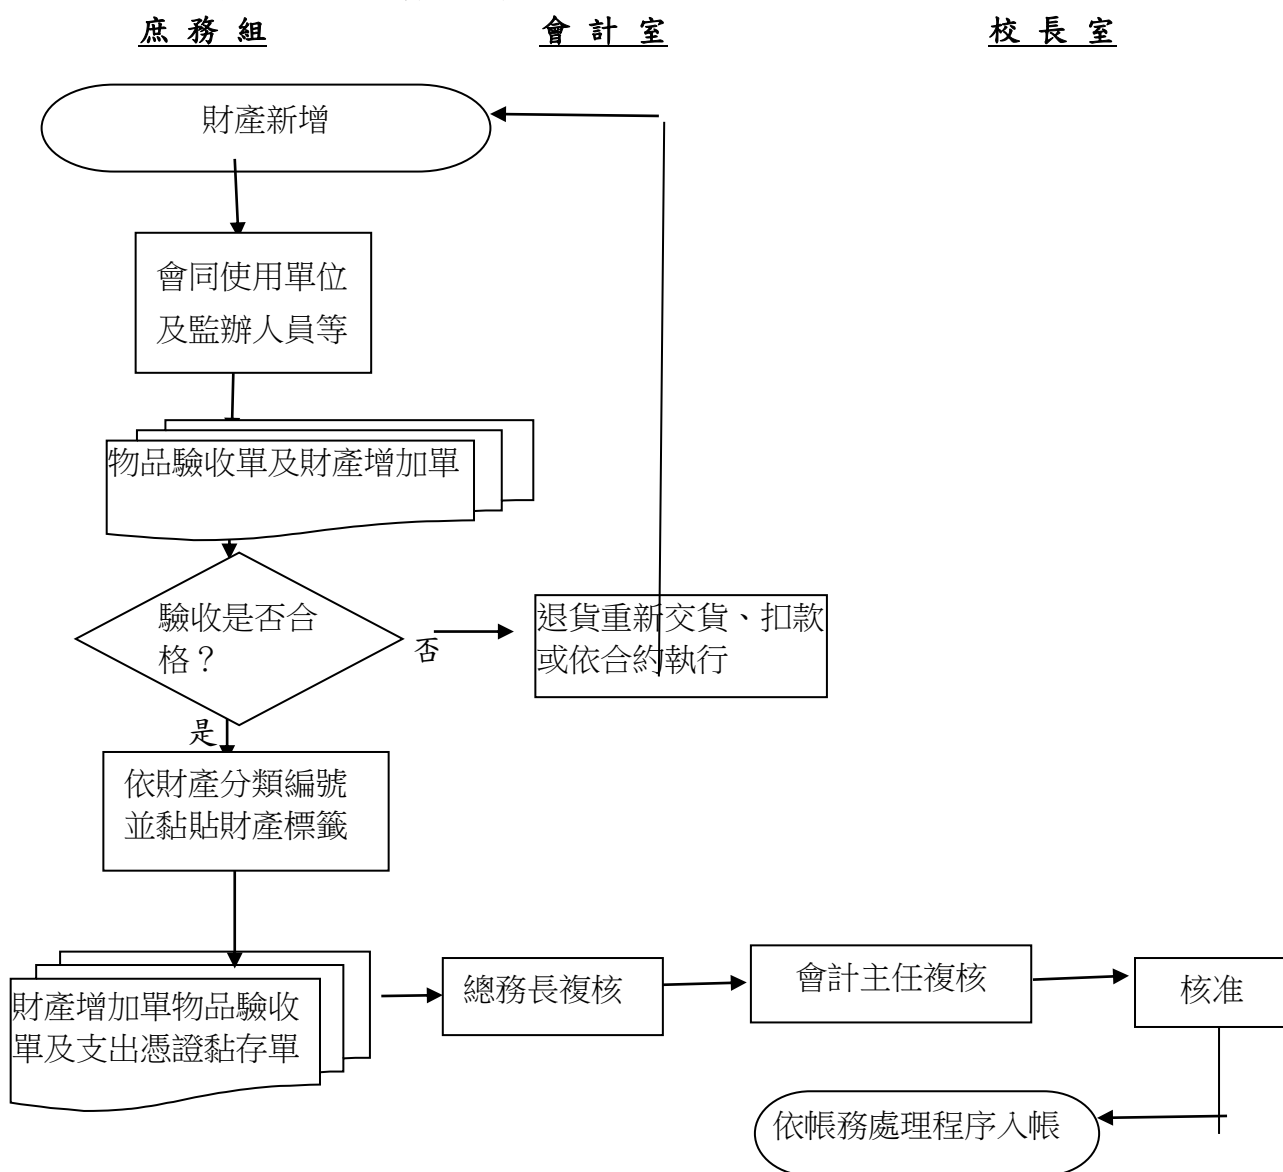 庶 務 組
會 計 室
校 長 室
財產新增
會同使用單位
及監辦人員等
物品驗收單及財產增加單
驗收是否合
格？
否
退貨重新交貨、扣款
或依合約執行
是
依財產分類編號
並黏貼財產標籤
財產增加單物品驗收
單及支出憑證黏存單
總務長複核
會計主任複核
核准
依帳務處理程序入帳